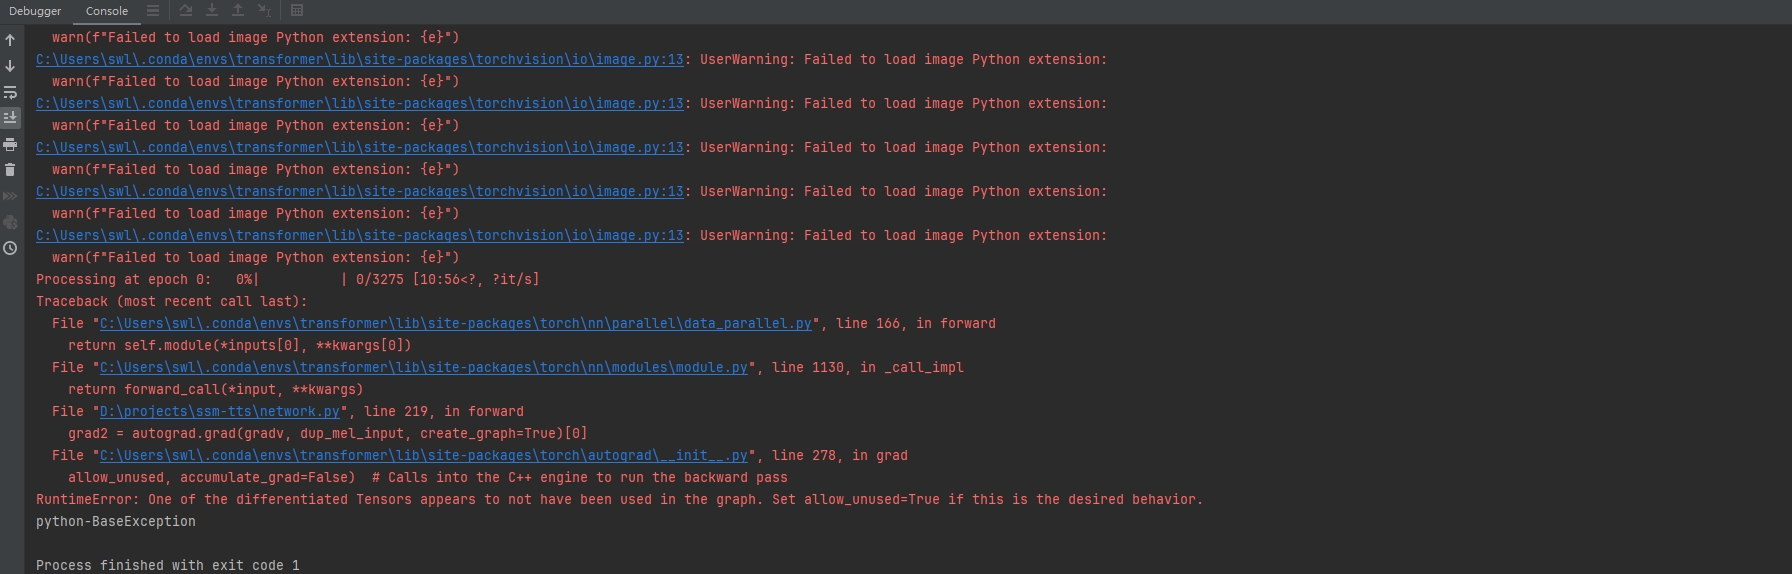 Debugger Console
warn(f"Failed to load image Python extension: {e}")
C:\Users\swl\.conda\envs\transformer\lib\site-packages\torchvision\io\image.py:13: UserWarning: Failed to load image Python extension:
warn(f"Failed to load image Python extension: {e}")
C:\Users\swl\.conda\envs\transformer\lib\site-packages\torchvision\io\image.py:13: UserWarning: Failed to load image Python extension:
warn(f"Failed to load image Python extension: {e}")
C:\Users\swl\.conda\envs\transformer\lib\site-packages\torchvision\io\image.py:13: UserWarning: Failed to load image Python extension:
warn(f"Failed to load image Python extension: {e}")
C:\Users\swl\.conda\envs\transformer\lib\site-packages\torchvision\io\image.py:13: UserWarning: Failed to load image Python extension:
warn(f"Failed to load image Python extension: {e}")
C:\Users\swl\.conda\envs\transformer\lib\site-packages\torchvision\io\image.py:13: UserWarning: Failed to load image Python extension:
warn(f"Failed to load image Python extension: {e}")
Processing at epoch 0:   0%|          | 0/3275 [10:56<?, ?it/s]
Traceback (most recent call last):
File "C:\Users\swl\.conda\envs\transformer\lib\site-packages\torch\nn\parallel\data_parallel.py", line 166, in forward
return self.module(*inputs[0], **kwargs[0])
File "C:\Users\swl\.conda\envs\transformer\lib\site-packages\torch\nn\modules\module.py", line 1130, in _call_impl
return forward_call(*input, **kwargs)
File "D:\projects\ssm-tts\network.py", line 219, in forward
grad2 = autograd.grad(gradv, dup_mel_input, create_graph=True)[0]
File "C:\Users\swl\.conda\envs\transformer\lib\site-packages\torch\autograd\__init__.py", line 278, in grad
allow_unused, accumulate_grad=False)  # Calls into the C++ engine to run the backward pass
RuntimeError: One of the differentiated Tensors appears to not have been used in the graph. Set allow_unused=True if this is the desired behavior.
python-BaseException
Process finished with exit code 1